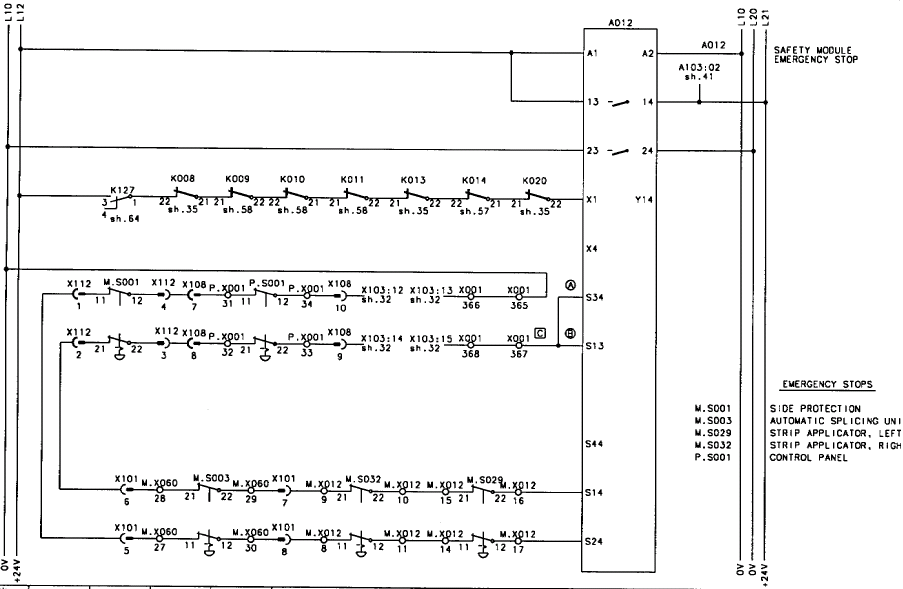 L10 L12 A012 L10 L20 L21
A1 A2 A012 SAFETY MODULE
EMERGENCY STOP
A103:02
sh.41
13 14
23 24
K127 K008 K009 K010 K011 K013 K014 K020
3 1 22 21 21 22 22 21 21 22 22 21 22 21 21 22 X1 Y14
4 sh.64 sh.35 sh.58 sh.58 sh.58 sh.35 sh.57 sh.35
X4
X112 M.S001 X112 X108 P.X001 P.S001 X108 X103:12 X103:13 X001 X001 A S34
1 11 12 4 7 31 11 12 34 10 sh.32 sh.32 366 365
C B
X112 X112 X108 P.X001 P.X001 X108 X103:14 X103:15 X001 X001 S13
2 21 22 3 8 32 21 22 33 9 sh.32 sh.32 368 367
EMERGENCY STOPS
M.S001 SIDE PROTECTION
M.S003 AUTOMATIC SPLICING UNI
M.S029 STRIP APPLICATOR, LEFT
M.S032 STRIP APPLICATOR, RIGH
P.S001 CONTROL PANEL
S44
X101 M.X060 M.S003 M.X060 X101 M.X012 M.S032 M.X012 M.X012 M.S029 M.X012 S14
6 28 21 22 29 7 9 21 22 10 15 21 22 16
X101 M.X060 M.X060 X101 M.X012 M.X012 M.X012 M.X012 S24
5 27 11 12 30 8 8 11 12 11 14 11 12 17
0V +24V 0V 0V +24V